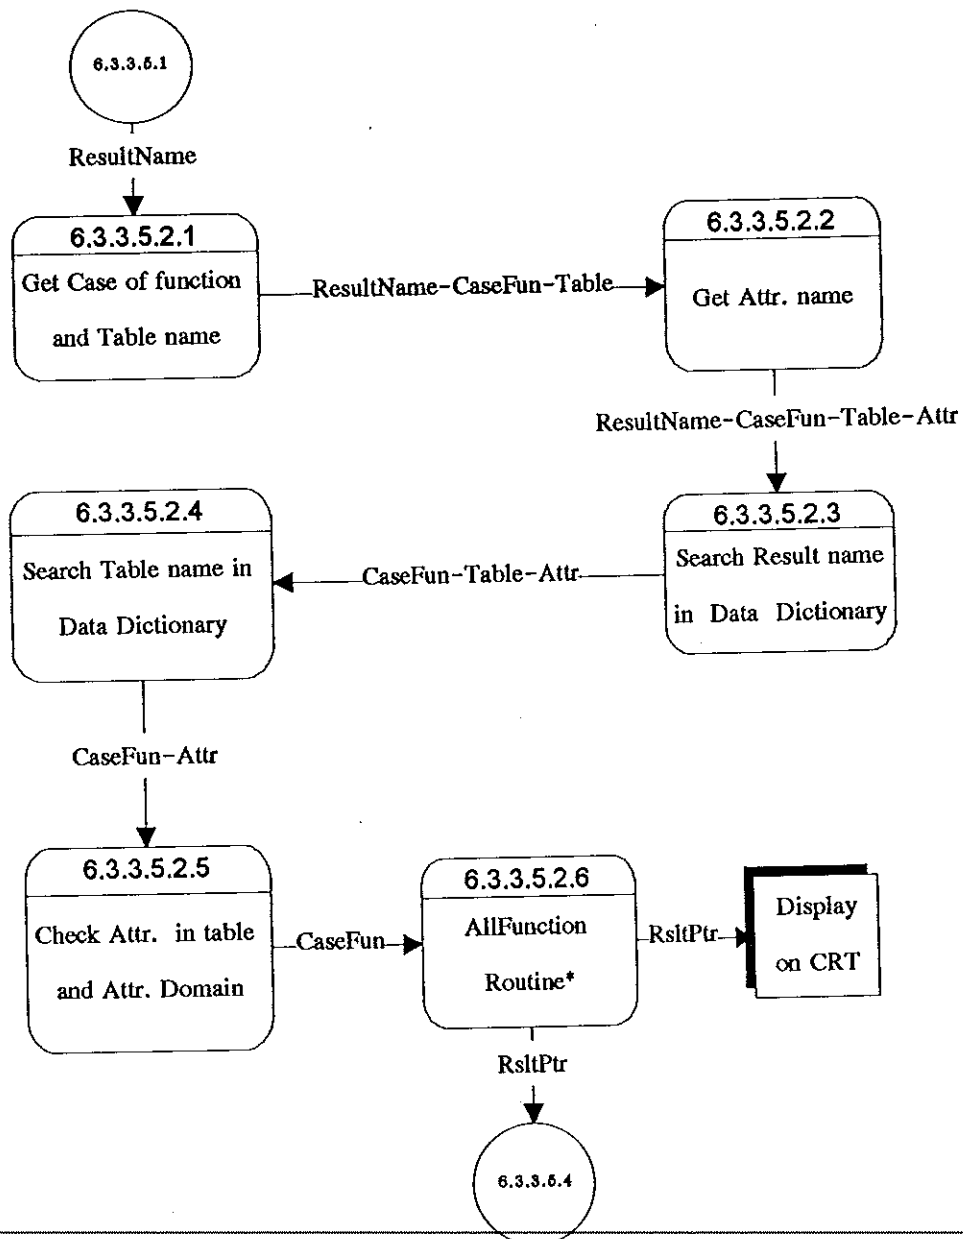 6.3.3.5.1
ResultName
6.3.3.5.2.1
Get Case of function
and Table name
ResultName-CaseFun-Table
6.3.3.5.2.2
Get Attr. name
ResultName-CaseFun-Table-Attr
6.3.3.5.2.3
Search Result name
in Data Dictionary
CaseFun-Table-Attr
6.3.3.5.2.4
Search Table name in
Data Dictionary
CaseFun-Attr
6.3.3.5.2.5
Check Attr. in table
and Attr. Domain
CaseFun
6.3.3.5.2.6
AllFunction
Routine*
RsltPtr
Display
on CRT
RsltPtr
6.3.3.5.4